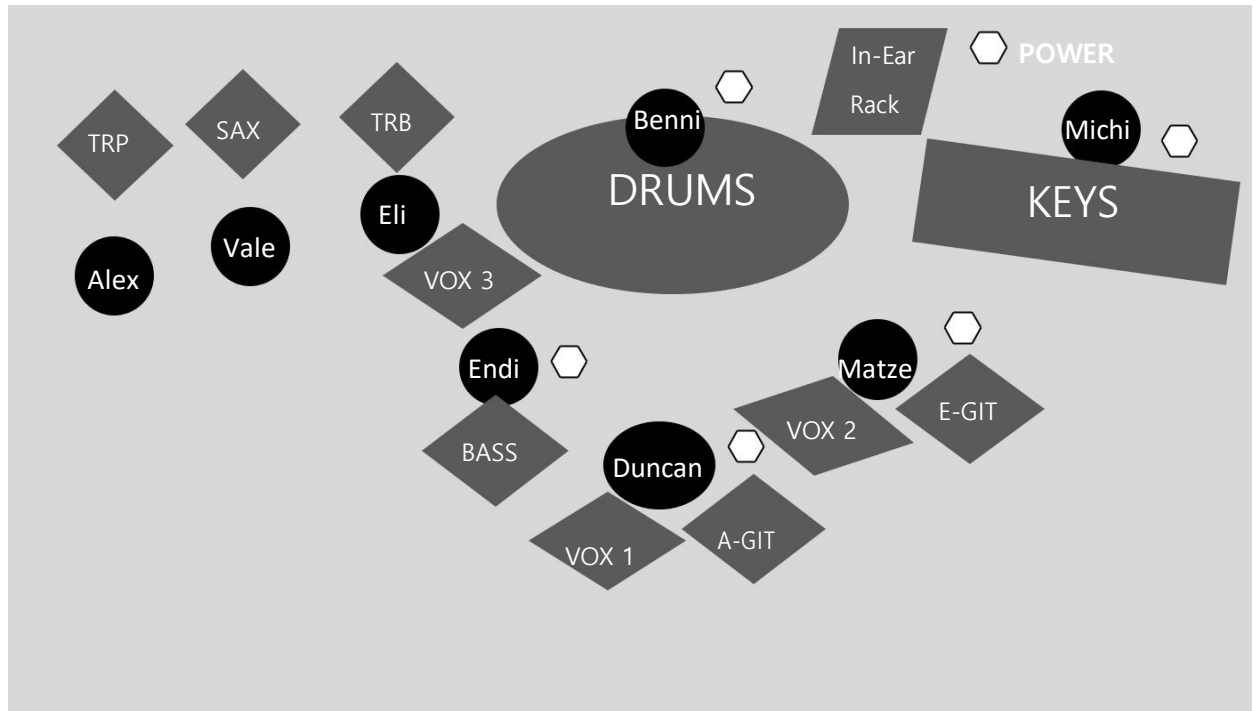 In-Ear
Rack
POWER
Benni
Michi
TRP
SAX
TRB
DRUMS
KEYS
Eli
Vale
Alex
VOX 3
Endi
Matze
E-GIT
VOX 2
BASS
Duncan
A-GIT
VOX 1